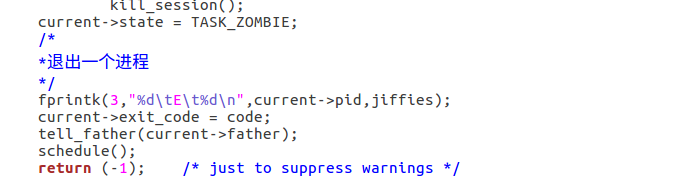 kill_session();
current->state = TASK_ZOMBIE;
/*
*退出一个进程
*/
fprintk(3,"%d\tE\t%d\n",current->pid,jiffies);
current->exit_code = code;
tell_father(current->father);
schedule();
return (-1);    /* just to suppress warnings */